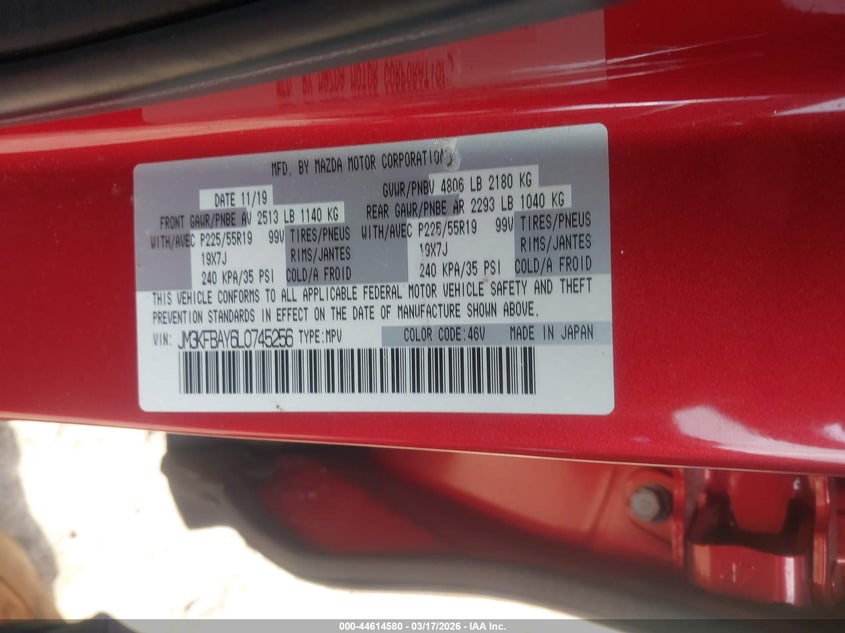 MFD. BY MAZDA MOTOR CORPORATION
DATE 11/19 GVWR/PNBV 4806 LB 2180 KG
FRONT GAWR/PNBE AV 2513 LB 1140 KG REAR GAWR/PNBE AR 2293 LB 1040 KG
WITH/AVEC P225/55R19 99V TIRES/PNEUS WITH/AVEC P225/55R19 99V TIRES/PNEUS
19X7J RIMS/JANTES 19X7J RIMS/JANTES
240 KPA/35 PSI COLD/A FROID 240 KPA/35 PSI COLD/A FROID
THIS VEHICLE CONFORMS TO ALL APPLICABLE FEDERAL MOTOR VEHICLE SAFETY AND THEFT
PREVENTION STANDARDS IN EFFECT ON THE DATE OF MANUFACTURE SHOWN ABOVE.
VIN: JM3KFBAY6L0745256 TYPE:MPV COLOR CODE:46V MADE IN JAPAN
000-44614580 | 03/17/2026 | IAA Inc.